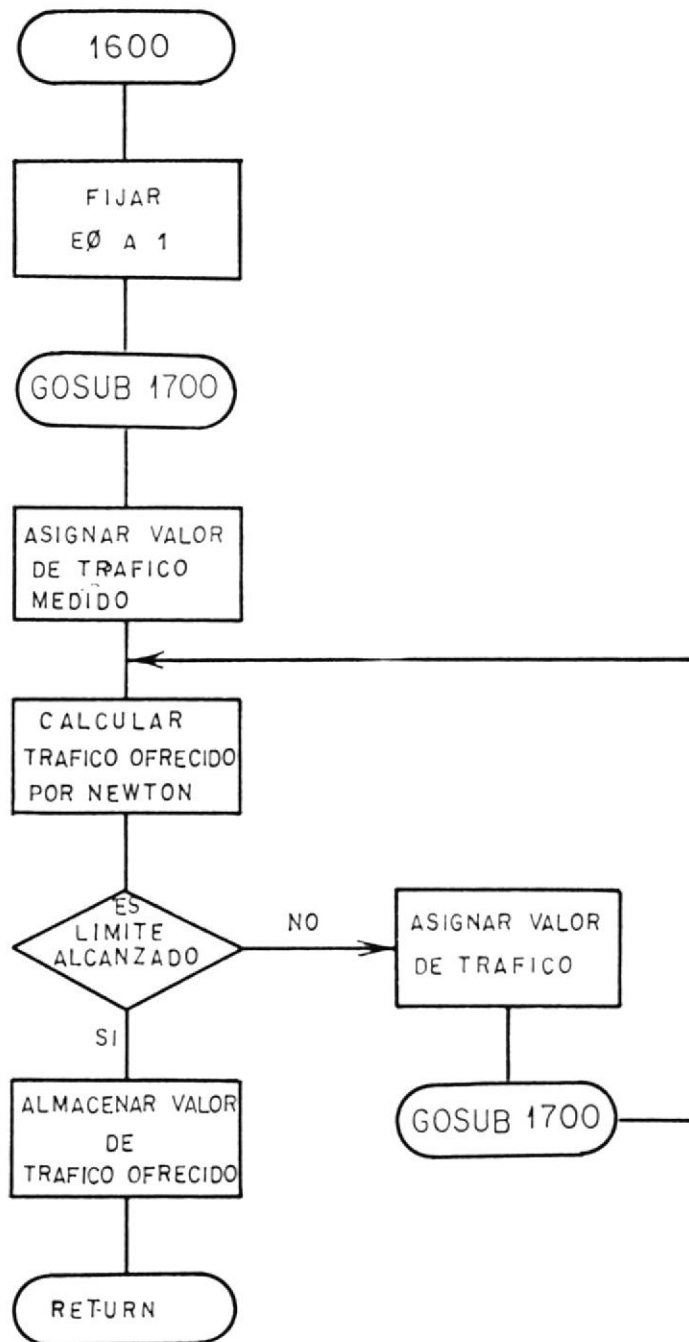 1600
FIJAR
EØ A 1
GOSUB 1700
ASIGNAR VALOR
DE TRAFICO
MEDIDO
CALCULAR
TRAFICO OFRECIDO
POR NEWTON
ES
LIMITE
ALCANZADO
NO
ASIGNAR VALOR
DE TRAFICO
SI
GOSUB 1700
ALMACENAR VALOR
DE
TRAFICO OFRECIDO
RETURN